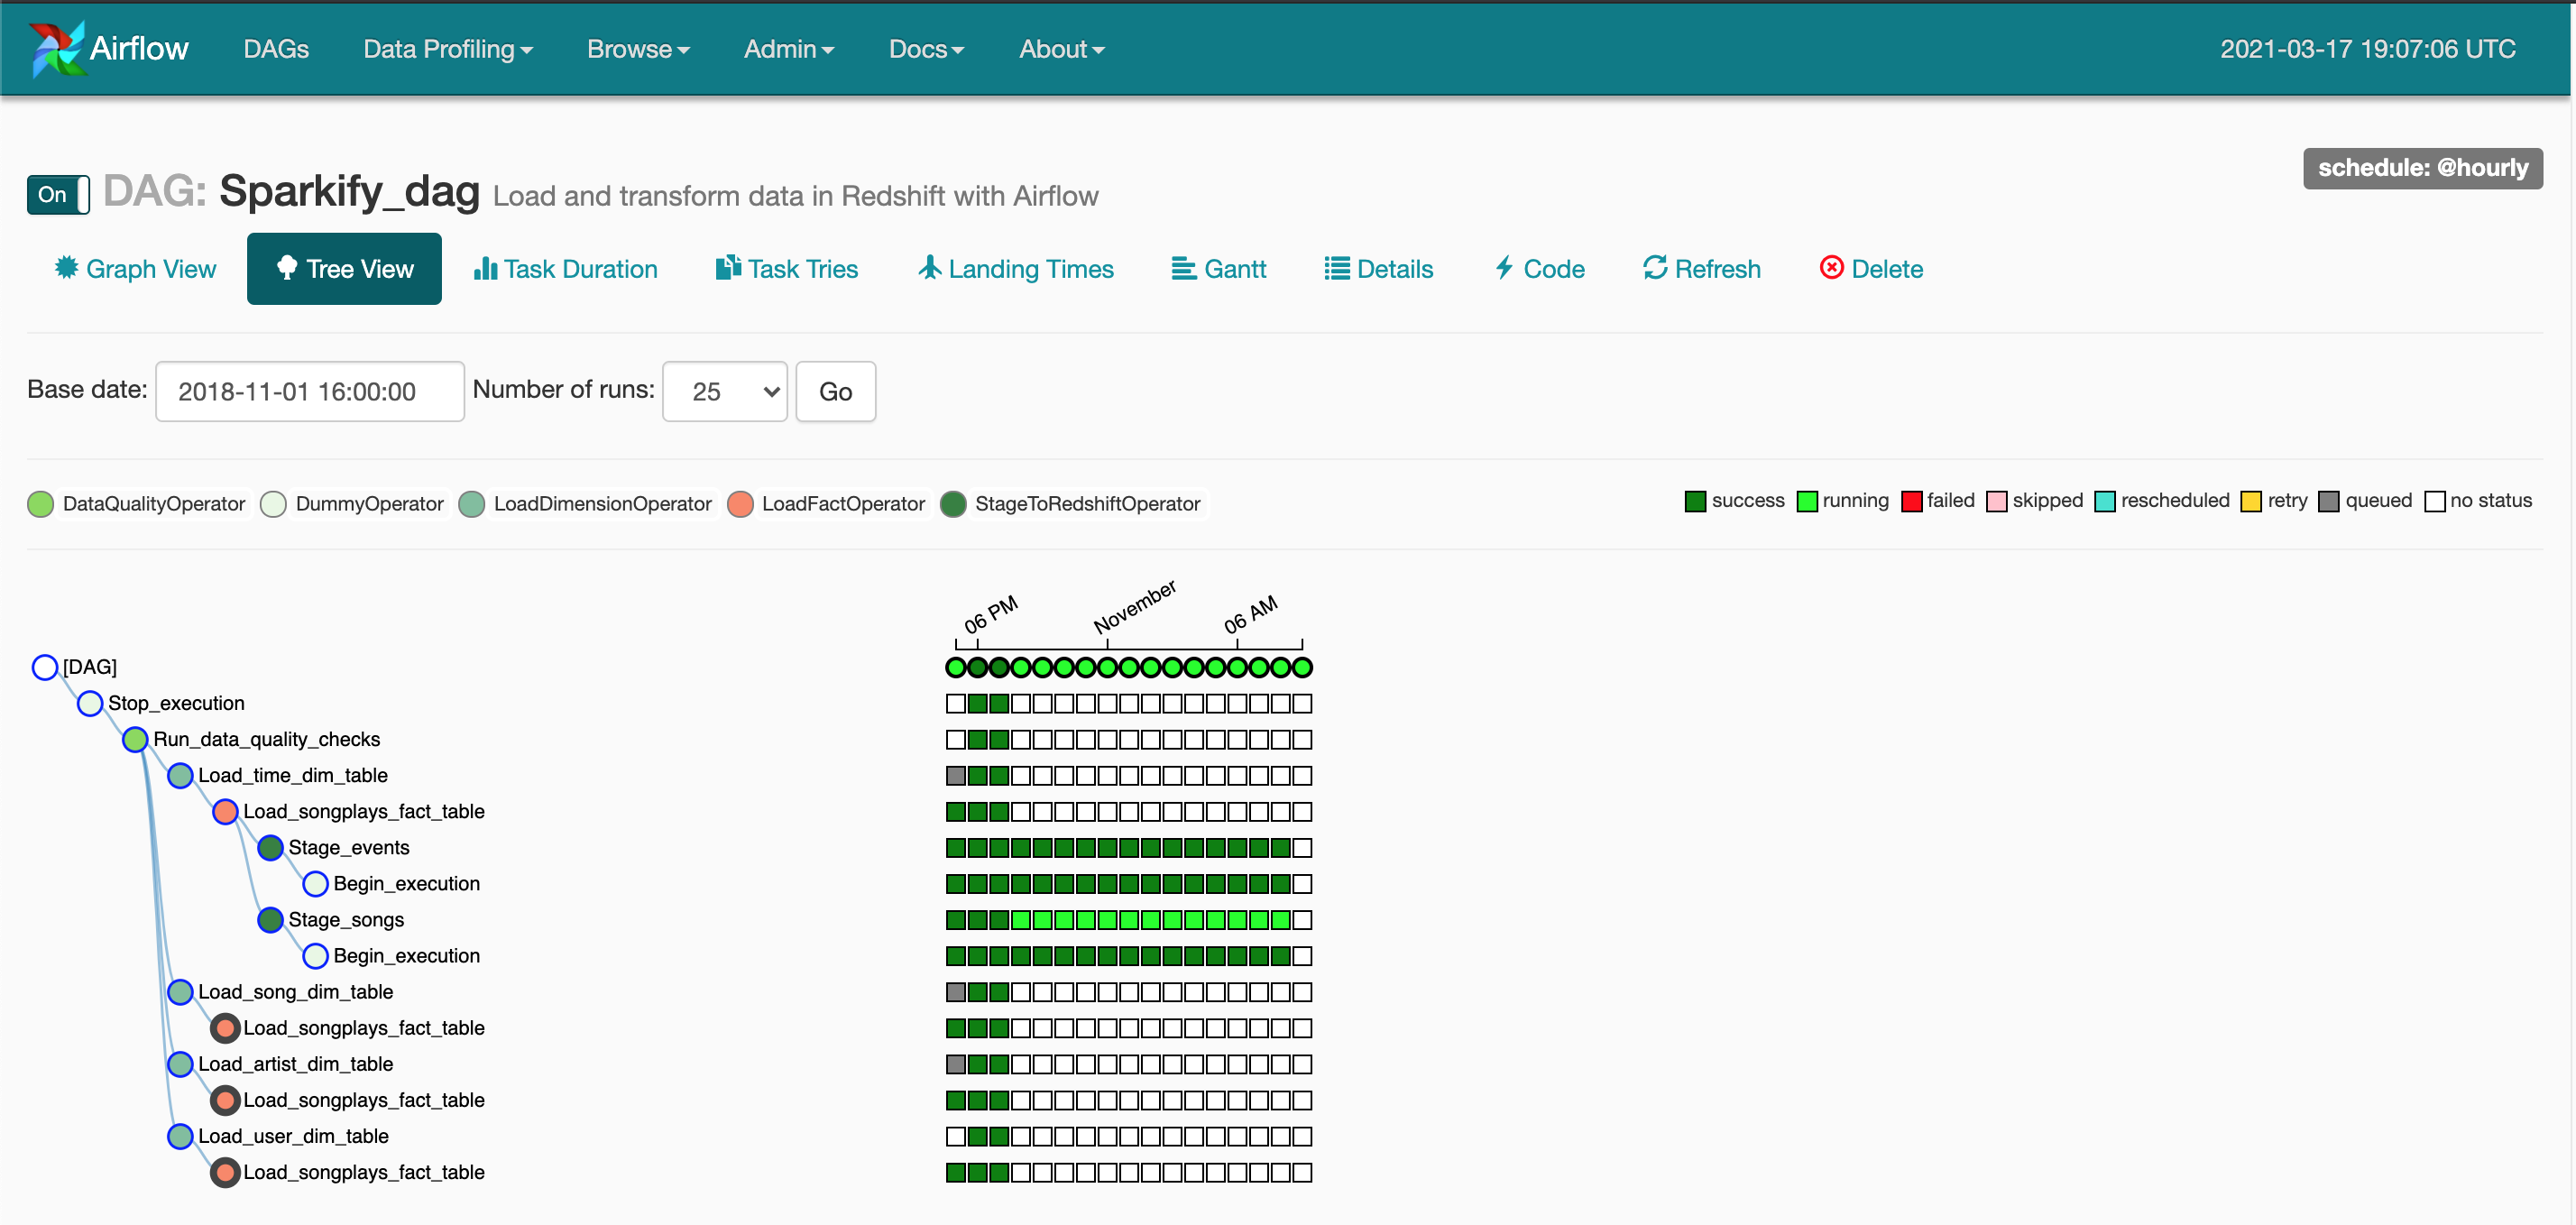 Airflow DAGs Data Profiling Browse Admin Docs About 2021-03-17 19:07:06 UTC
schedule: @hourly
On DAG: Sparkify_dag Load and transform data in Redshift with Airflow
Graph View Tree View Task Duration Task Tries Landing Times Gantt Details Code Refresh Delete
Base date: 2018-11-01 16:00:00 Number of runs: 25 Go
DataQualityOperator DummyOperator LoadDimensionOperator LoadFactOperator StageToRedshiftOperator success running failed skipped rescheduled retry queued no status
06 PM November 06 AM
[DAG]
Stop_execution
Run_data_quality_checks
Load_time_dim_table
Load_songplays_fact_table
Stage_events
Begin_execution
Stage_songs
Begin_execution
Load_song_dim_table
Load_songplays_fact_table
Load_artist_dim_table
Load_songplays_fact_table
Load_user_dim_table
Load_songplays_fact_table